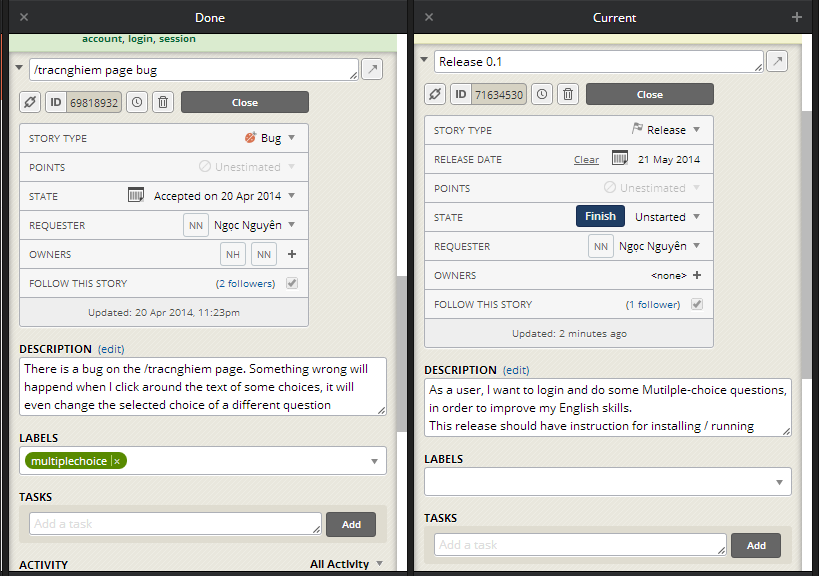 Done
account, login, session
/tracnghiem page bug
ID 69818932
Close
STORY TYPE Bug
POINTS Unestimated
STATE Accepted on 20 Apr 2014
REQUESTER NN Ngọc Nguyên
OWNERS NH NN +
FOLLOW THIS STORY (2 followers)
Updated: 20 Apr 2014, 11:23pm
DESCRIPTION (edit)
There is a bug on the /tracnghiem page. Something wrong will
happend when I click around the text of some choices, it will
even change the selected choice of a different question
LABELS
multiplechoice ×
TASKS
Add a task Add
ACTIVITY All Activity
Current
Release 0.1
ID 71634530
Close
STORY TYPE Release
RELEASE DATE Clear 21 May 2014
POINTS Unestimated
STATE Finish Unstarted
REQUESTER NN Ngọc Nguyên
OWNERS <none> +
FOLLOW THIS STORY (1 follower)
Updated: 2 minutes ago
DESCRIPTION (edit)
As a user, I want to login and do some Mutilple-choice questions,
in order to improve my English skills.
This release should have instruction for installing / running
LABELS
TASKS
Add a task Add